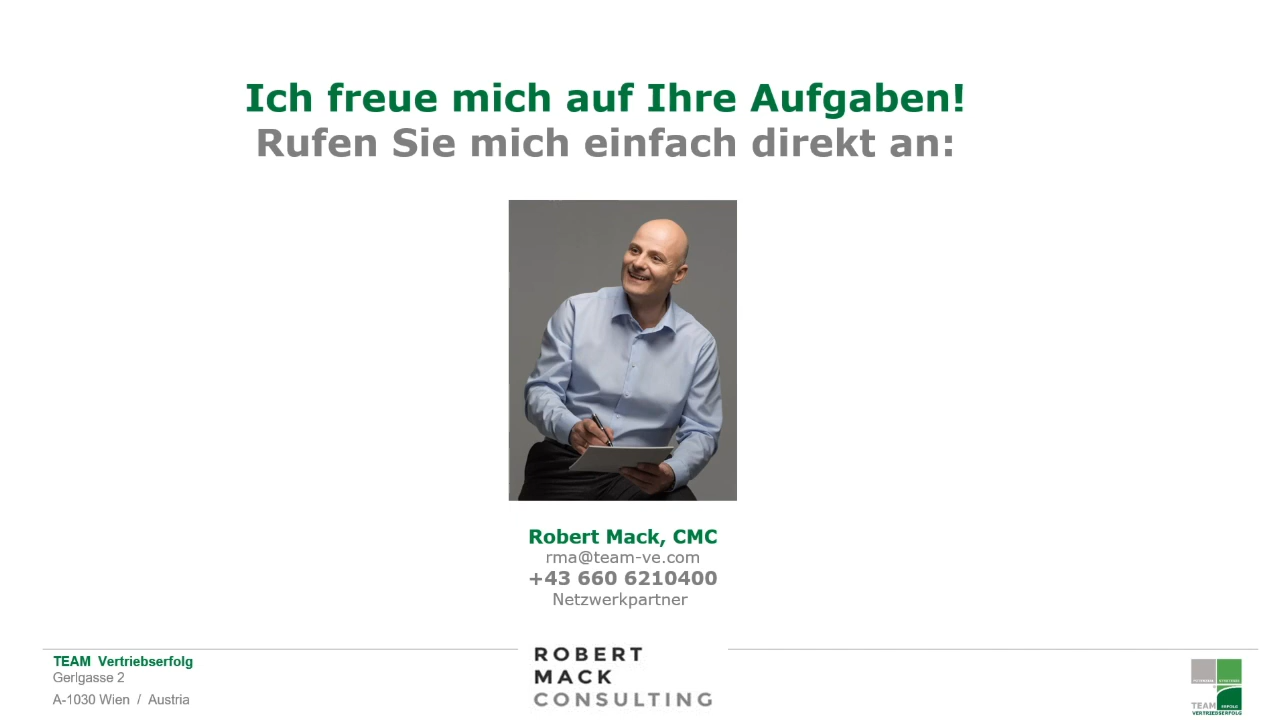 Ich freue mich auf Ihre Aufgaben!
Rufen Sie mich einfach direkt an:
Robert Mack, CMC
rma@team-ve.com
+43 660 6210400
Netzwerkpartner
TEAM Vertriebserfolg
Gerlgasse 2
A-1030 Wien / Austria
ROBERT
MACK
CONSULTING
TEAM ERFOLG
VERTRIEBSERFOLG